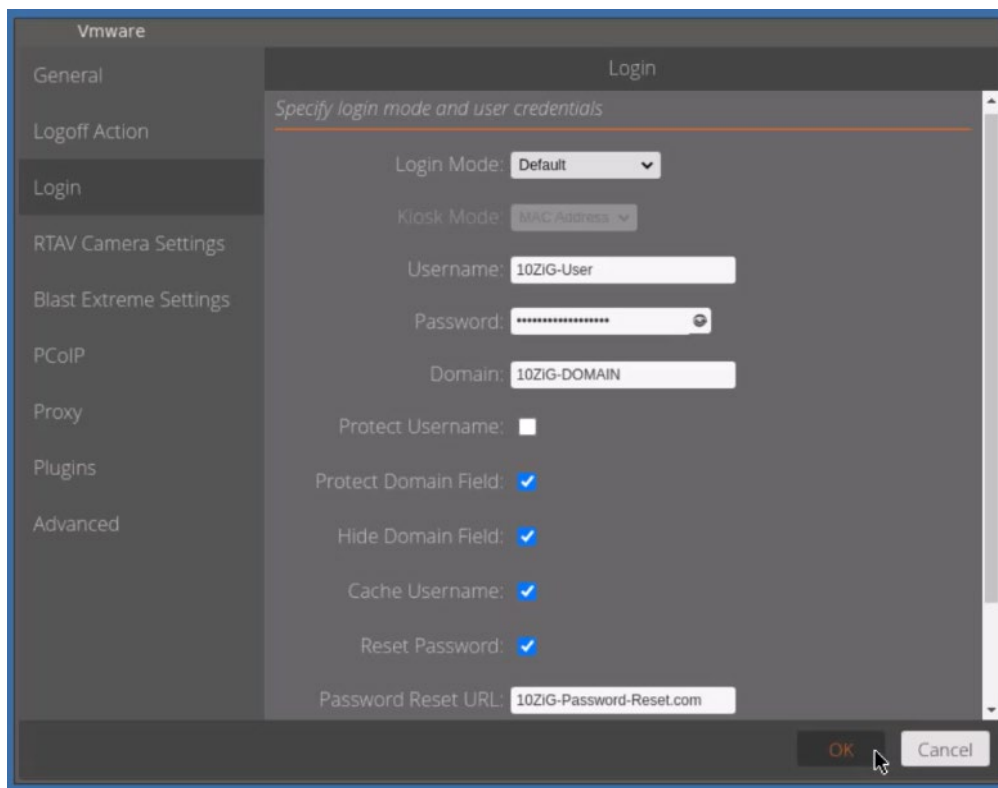 Vmware
General
Logoff Action
Login
RTAV Camera Settings
Blast Extreme Settings
PCoIP
Proxy
Plugins
Advanced
Login
Specify login mode and user credentials
Login Mode: Default
Kiosk Mode: MAC Address
Username: 10ZiG-User
Password: ••••••••••••••••••
Domain: 10ZiG-DOMAIN
Protect Username:
Protect Domain Field:
Hide Domain Field:
Cache Username:
Reset Password:
Password Reset URL: 10ZiG-Password-Reset.com
OK Cancel